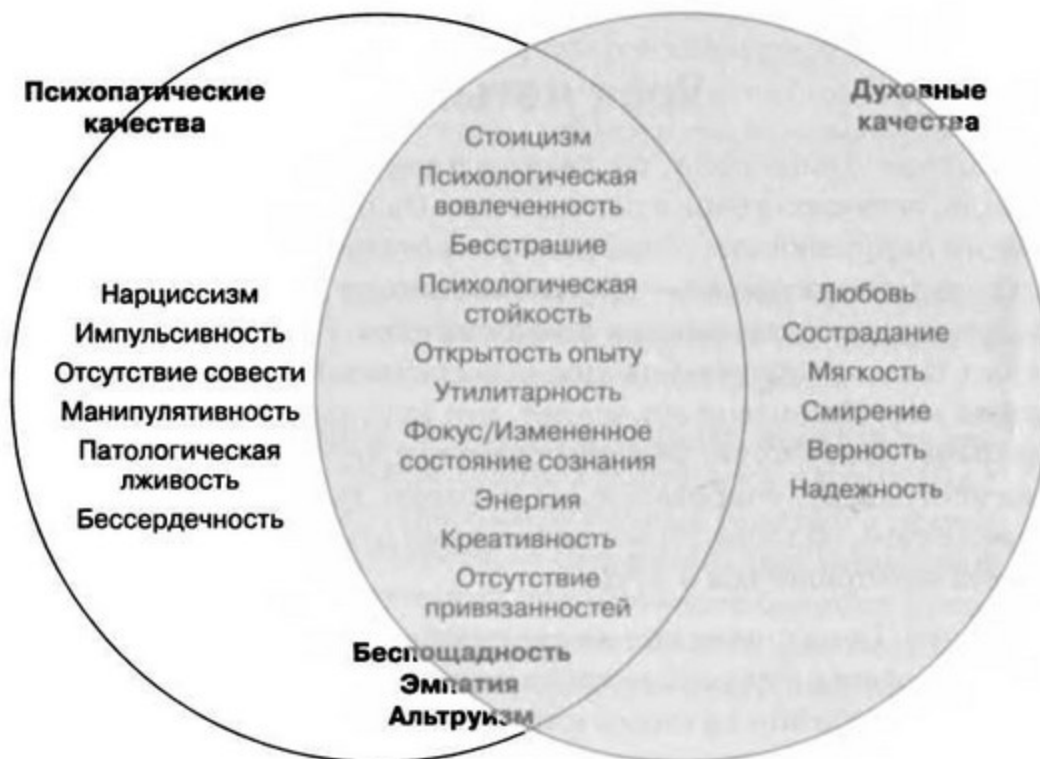 Психопатические
качества
Духовные
качества
Нарциссизм
Импульсивность
Отсутствие совести
Манипулятивность
Патологическая
лживость
Бессердечность
Стоицизм
Психологическая
вовлеченность
Бесстрашие
Психологическая
стойкость
Открытость опыту
Утилитарность
Фокус/Измененное
состояние сознания
Энергия
Креативность
Отсутствие
привязанностей
Беспощадность
Эмпатия
Альтруизм
Любовь
Сострадание
Мягкость
Смирение
Верность
Надежность